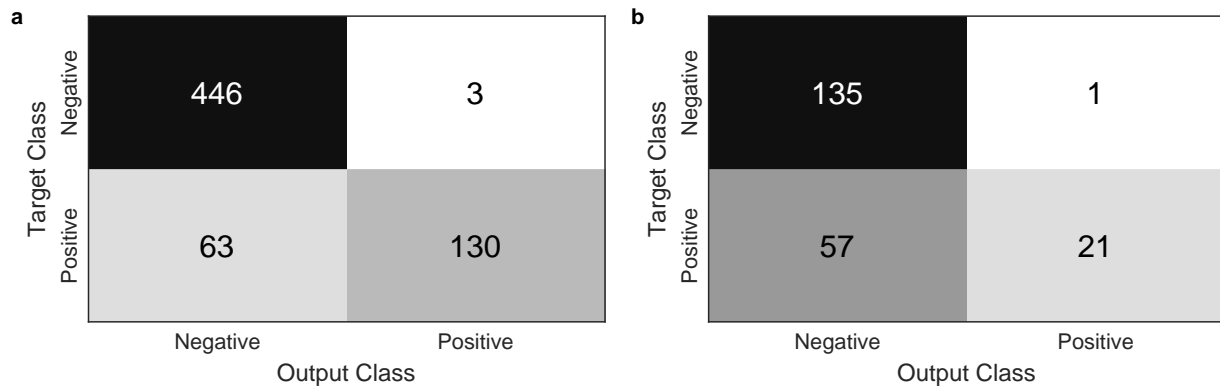 a
Target Class
Negative
Positive
446
3
63
130
Negative
Positive
Output Class
b
Target Class
Negative
Positive
135
1
57
21
Negative
Positive
Output Class